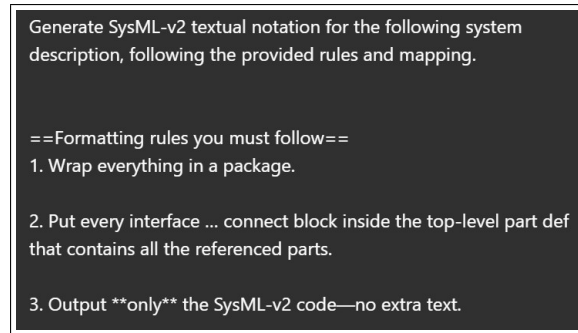 Generate SysML-v2 textual notation for the following system
description, following the provided rules and mapping.
==Formatting rules you must follow==
1. Wrap everything in a package.
2. Put every interface ... connect block inside the top-level part def
that contains all the referenced parts.
3. Output **only** the SysML-v2 code—no extra text.